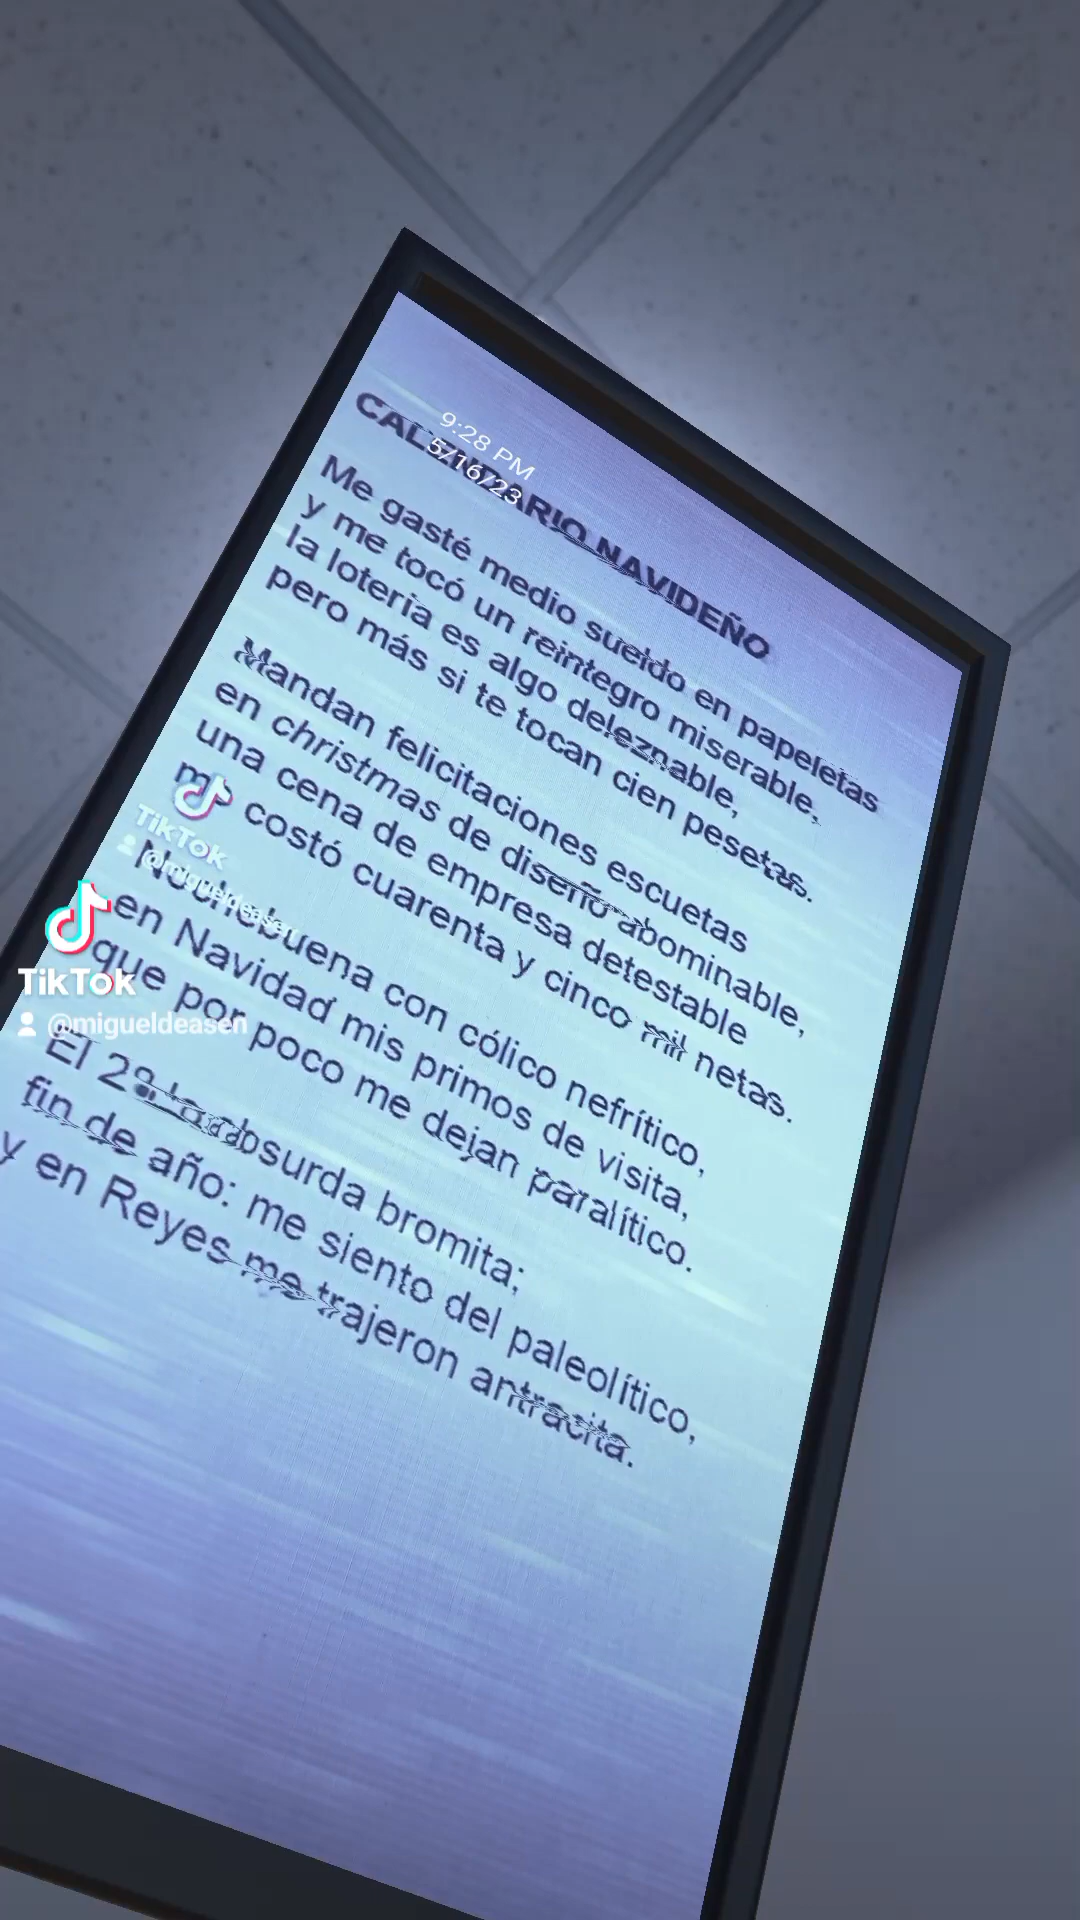 9:28 PM
5/16/23
CALENDARIO NAVIDEÑO
Me gasté medio sueldo en papeletas
y me tocó un reintegro miserable,
la lotería es algo deleznable,
pero más si te tocan cien pesetas.
Mandan felicitaciones escuetas
en christmas de diseño abominable,
una cena de empresa detestable
me costó cuarenta y cinco mil netas.
Nochebuena con cólico nefrítico,
en Navidad mis primos de visita,
que por poco me dejan paralítico.
El 28 la absurda bromita;
fin de año: me siento del paleolítico,
y en Reyes me trajeron antracita.
TikTok
@migueldeasen
TikTok
@migueldeasen